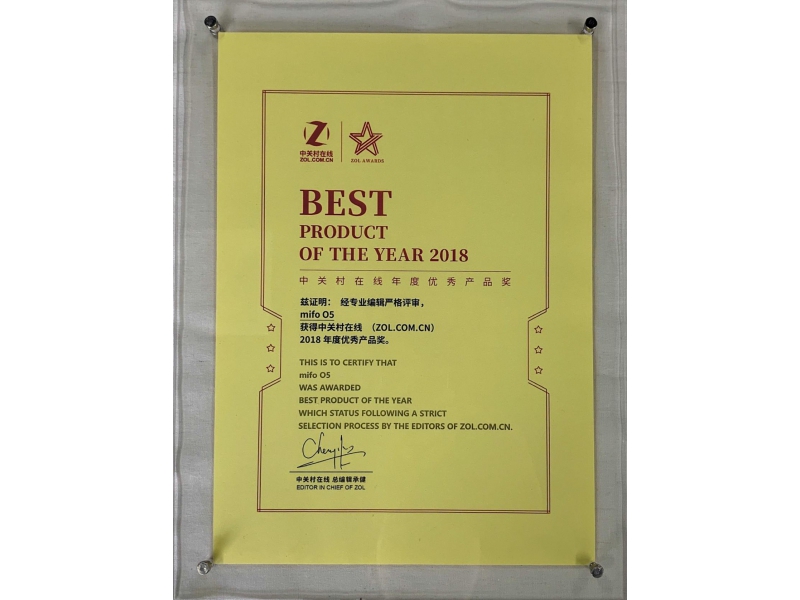 中关村在线
ZOL.COM.CN
ZOL AWARDS
BEST
PRODUCT
OF THE YEAR 2018
中关村在线年度优秀产品奖
兹证明： 经专业编辑严格评审，
mifo O5
获得中关村在线 （ZOL.COM.CN）
2018 年度优秀产品奖。
THIS IS TO CERTIFY THAT
mifo O5
WAS AWARDED
BEST PRODUCT OF THE YEAR
WHICH STATUS FOLLOWING A STRICT
SELECTION PROCESS BY THE EDITORS OF ZOL.COM.CN.
中关村在线 总编辑承健
EDITOR IN CHIEF OF ZOL